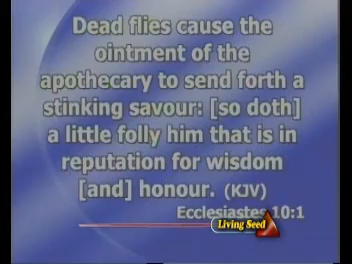 Dead flies cause the
ointment of the
apothecary to send forth a
stinking savour: [so doth]
a little folly him that is in
reputation for wisdom
[and] honour. (KJV)
Ecclesiastes 10:1
Living Seed